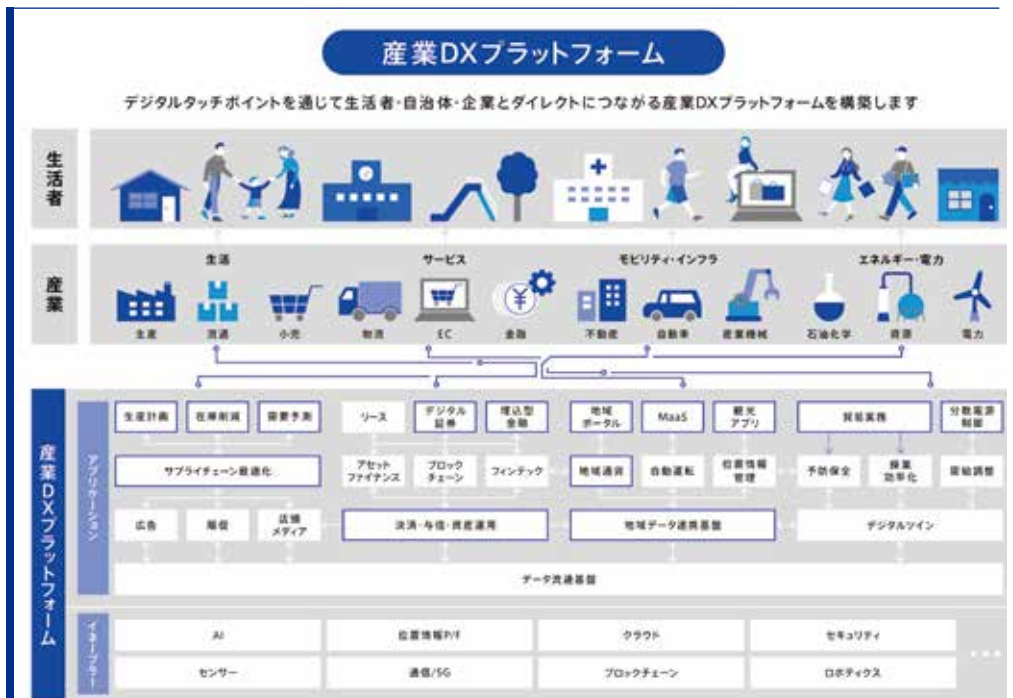 産業DXプラットフォーム
デジタルタッチポイントを通じて生活者・自治体・企業とダイレクトにつながる産業DXプラットフォームを構築します
生活者
産業
生活
サービス
モビリティ・インフラ
エネルギー・電力
生産
流通
小売
物流
EC
金融
不動産
自動車
産業機械
石油化学
資源
電力
産業DXプラットフォーム
アプリケーション
生産計画
在庫削減
需要予測
リース
デジタル
証券
埋込型
金融
地域
ポータル
MaaS
観光
アプリ
貿易業務
分散電源
制御
サプライチェーン最適化
アセット
ファイナンス
ブロック
チェーン
フィンテック
地域通貨
自動運転
位置情報
管理
予防保全
操業
効率化
需給調整
広告
販促
店頭
メディア
決済・与信・資産運用
地域データ連携基盤
デジタルツイン
データ流通基盤
イネーブラー
AI
位置情報P/F
クラウド
セキュリティ
センサー
通信/5G
ブロックチェーン
ロボティクス